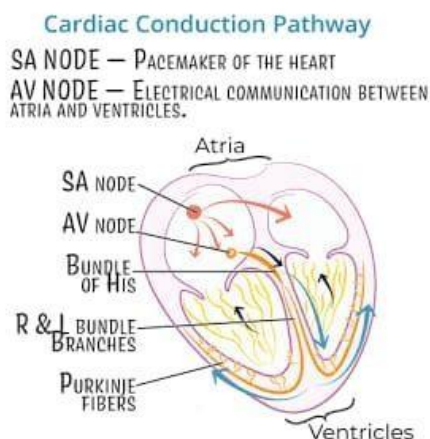 Cardiac Conduction Pathway
SA NODE – PACEMAKER OF THE HEART
AV NODE – ELECTRICAL COMMUNICATION BETWEEN
ATRIA AND VENTRICLES.
Atria
SA NODE
AV NODE
BUNDLE
OF HIS
R & L BUNDLE
BRANCHES
PURKINJE
FIBERS
Ventricles